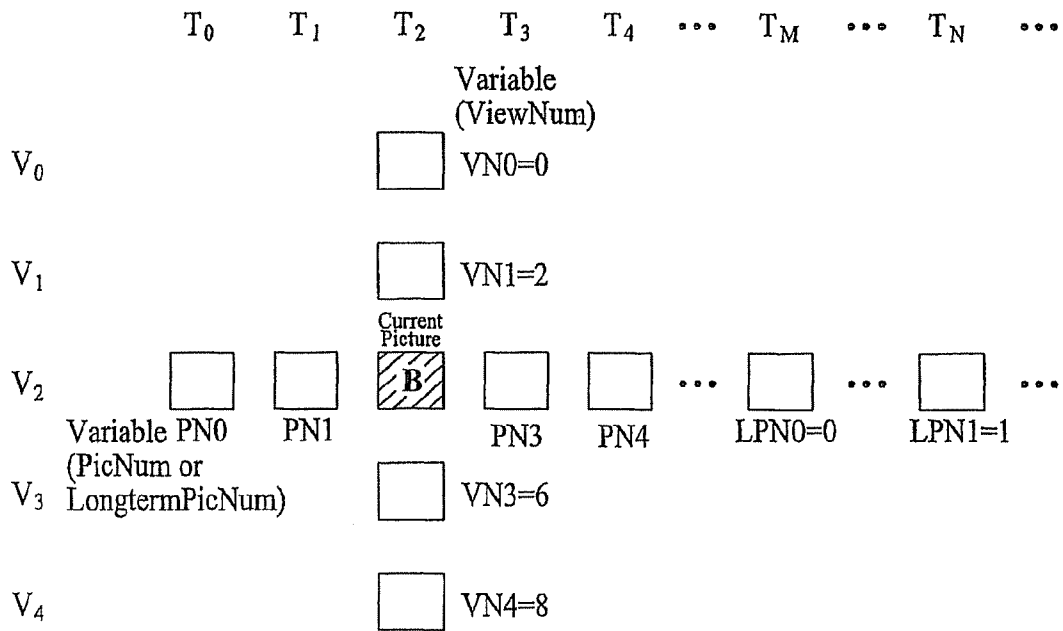 T0 T1 T2 T3 T4 ••• TM ••• TN •••
Variable
(ViewNum)
V0 VN0=0
V1 VN1=2
Current
Picture
V2 B ••• ••• •••
Variable PN0 PN1 PN3 PN4 LPN0=0 LPN1=1
(PicNum or
LongtermPicNum)
V3 VN3=6
V4 VN4=8